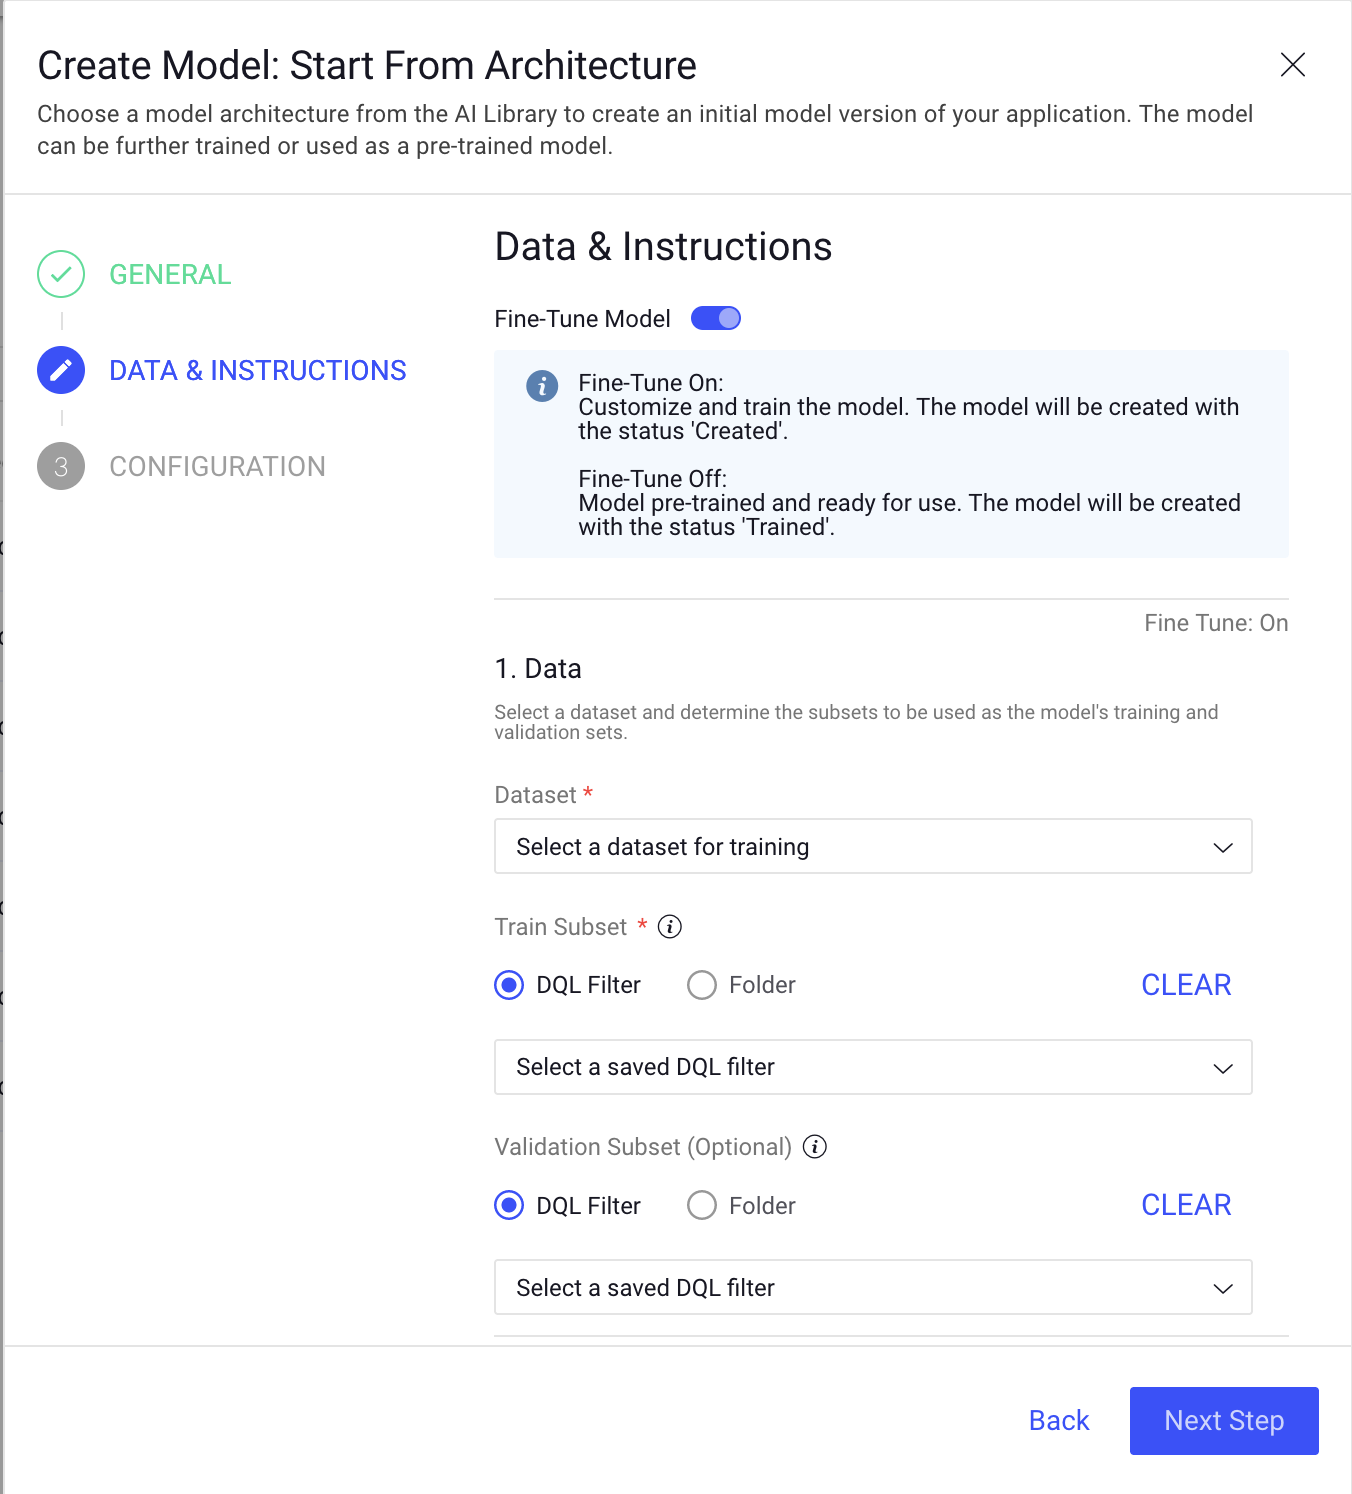 Create Model: Start From Architecture
Choose a model architecture from the AI Library to create an initial model version of your application. The model
can be further trained or used as a pre-trained model.
GENERAL
DATA & INSTRUCTIONS
3 CONFIGURATION
Data & Instructions
Fine-Tune Model
Fine-Tune On:
Customize and train the model. The model will be created with
the status 'Created'.
Fine-Tune Off:
Model pre-trained and ready for use. The model will be created
with the status 'Trained'.
Fine Tune: On
1. Data
Select a dataset and determine the subsets to be used as the model's training and
validation sets.
Dataset *
Select a dataset for training
Train Subset *
DQL Filter Folder CLEAR
Select a saved DQL filter
Validation Subset (Optional)
DQL Filter Folder CLEAR
Select a saved DQL filter
Back Next Step